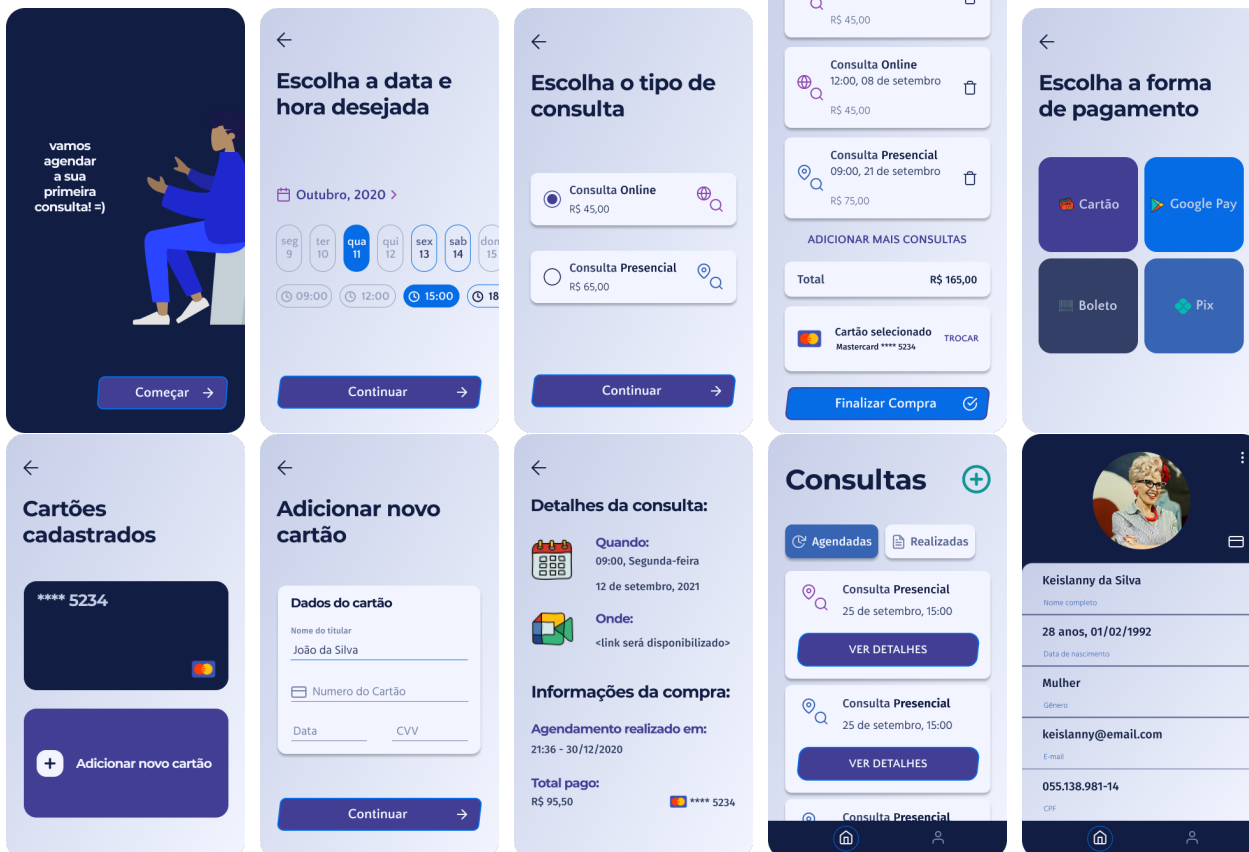 vamos
agendar
a sua
primeira
consulta! =)
Começar
Escolha a data e
hora desejada
Outubro, 2020
seg
9
ter
10
qua
11
qui
12
sex
13
sab
14
dom
15
09:00
12:00
15:00
18
Continuar
Escolha o tipo de
consulta
Consulta Online
R$ 45,00
Consulta Presencial
R$ 65,00
Continuar
R$ 45,00
Consulta Online
12:00, 08 de setembro
R$ 45,00
Consulta Presencial
09:00, 21 de setembro
R$ 75,00
ADICIONAR MAIS CONSULTAS
Total R$ 165,00
Cartão selecionado
Mastercard **** 5234
TROCAR
Finalizar Compra
Escolha a forma
de pagamento
Cartão
Google Pay
Boleto
Pix
Cartões
cadastrados
**** 5234
Adicionar novo cartão
Adicionar novo
cartão
Dados do cartão
Nome do titular
João da Silva
Numero do Cartão
Data CVV
Continuar
Detalhes da consulta:
Quando:
09:00, Segunda-feira
12 de setembro, 2021
Onde:
<link será disponibilizado>
Informações da compra:
Agendamento realizado em:
21:36 - 30/12/2020
Total pago:
R$ 95,50 **** 5234
Consultas
Agendadas
Realizadas
Consulta Presencial
25 de setembro, 15:00
VER DETALHES
Consulta Presencial
25 de setembro, 15:00
VER DETALHES
Consulta Presencial
Keislanny da Silva
Nome completo
28 anos, 01/02/1992
Data de nascimento
Mulher
Gênero
keislanny@email.com
E-mail
055.138.981-14
CPF